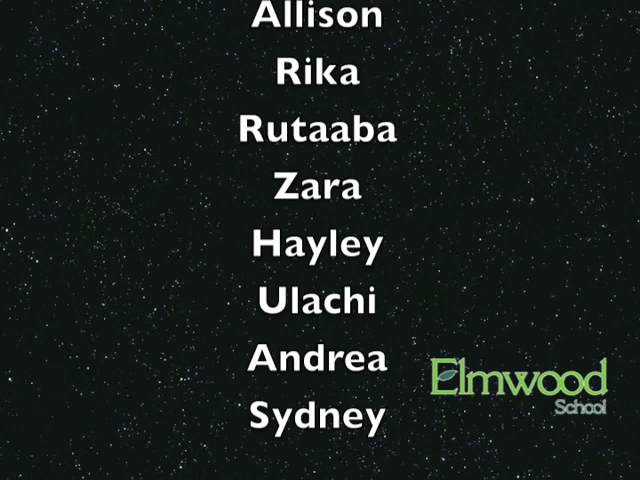 Allison
Rika
Rutaaba
Zara
Hayley
Ulachi
Andrea
Sydney
Elmwood
School